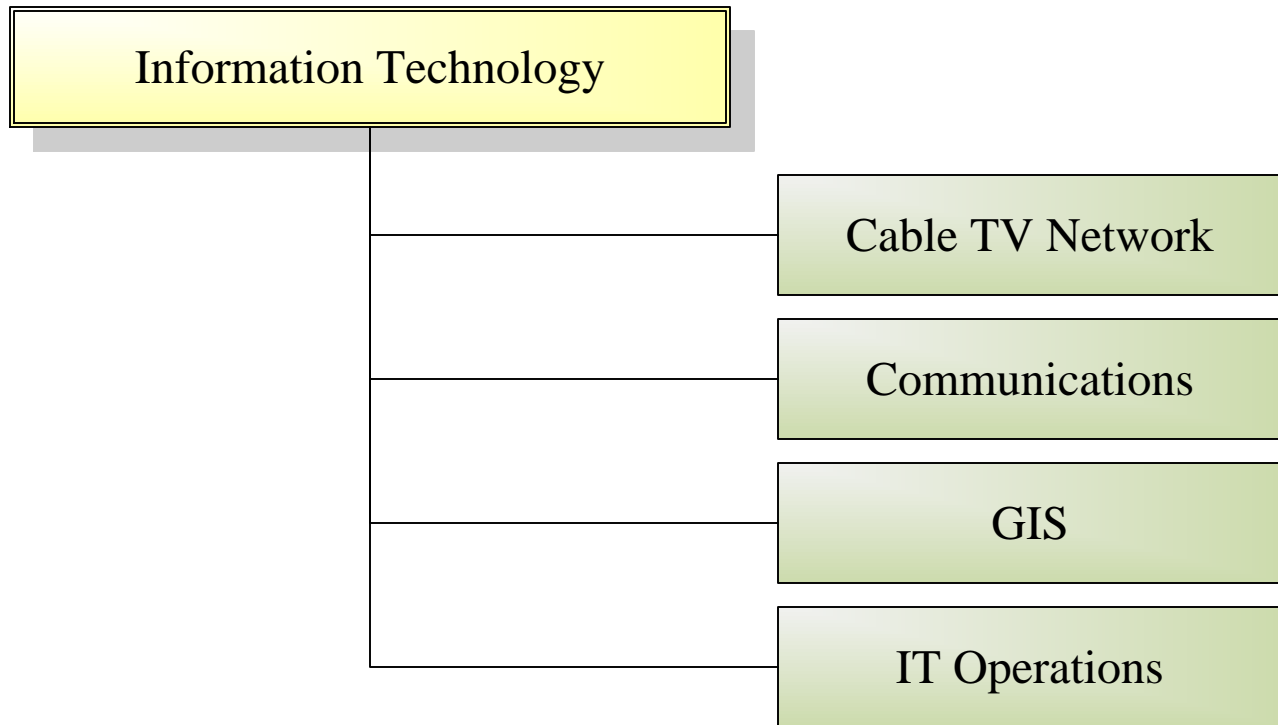 Information Technology
Cable TV Network
Communications
GIS
IT Operations